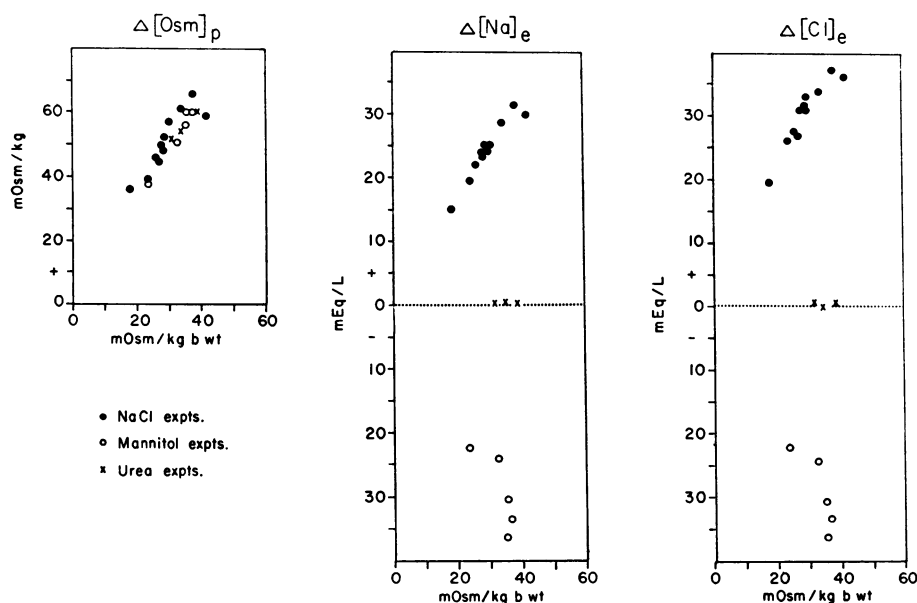 △[Osm]p
mOsm/kg
60
40
20
+
0
0 20 40 60
mOsm/kg b wt
• NaCl expts.
o Mannitol expts.
x Urea expts.
△[Na]e
mEq/L
30
20
10
+
0
-
10
20
30
0 20 40 60
mOsm/kg b wt
△[Cl]e
mEq/L
30
20
10
+
0
-
10
20
30
0 20 40 60
mOsm/kg b wt